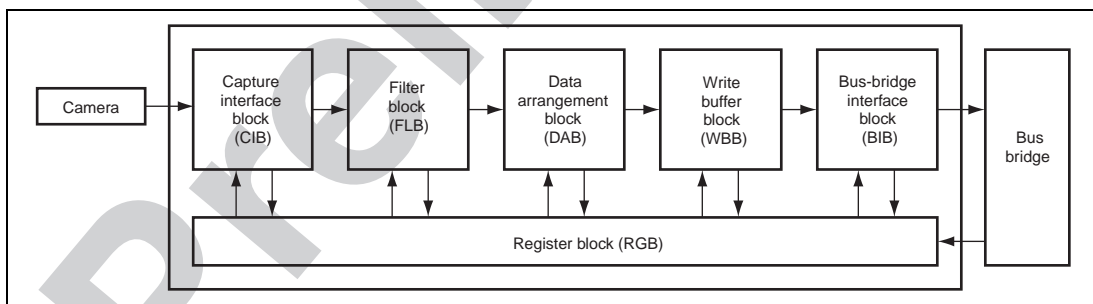 Camera
Capture
interface
block
(CIB)
Filter
block
(FLB)
Data
arrangement
block
(DAB)
Write
buffer
block
(WBB)
Bus-bridge
interface
block
(BIB)
Bus
bridge
Register block (RGB)